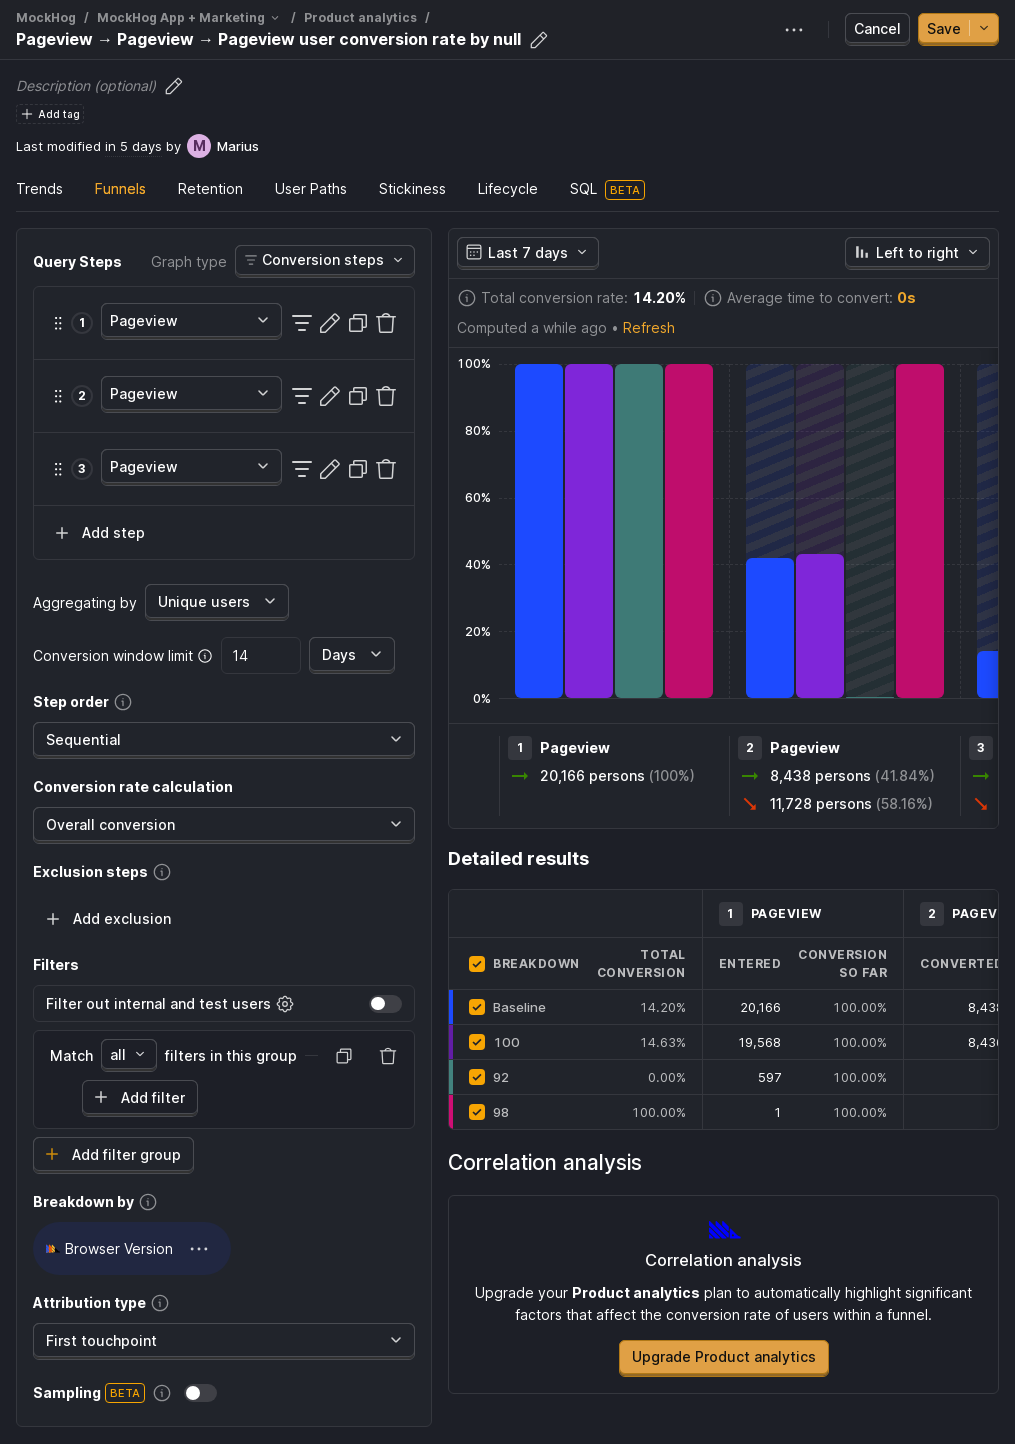 MockHog / MockHog App + Marketing / Product analytics /
Pageview → Pageview → Pageview user conversion rate by null
Cancel
Save
Description (optional)
Add tag
Last modified in 5 days by M Marius
Trends Funnels Retention User Paths Stickiness Lifecycle SQL BETA
Query Steps Graph type Conversion steps
1 Pageview
2 Pageview
3 Pageview
Add step
Aggregating by Unique users
Conversion window limit 14 Days
Step order
Sequential
Conversion rate calculation
Overall conversion
Exclusion steps
Add exclusion
Filters
Filter out internal and test users
Match all filters in this group
Add filter
Add filter group
Breakdown by
Browser Version
Attribution type
First touchpoint
Sampling BETA
Last 7 days Left to right
Total conversion rate: 14.20% Average time to convert: 0s
Computed a while ago • Refresh
100%
80%
60%
40%
20%
0%
1 Pageview 2 Pageview 3
20,166 persons (100%) 8,438 persons (41.84%)
11,728 persons (58.16%)
Detailed results
1 PAGEVIEW 2 PAGEV
BREAKDOWN TOTAL CONVERSION ENTERED CONVERSION SO FAR CONVERTED
Baseline 14.20% 20,166 100.00% 8,438
100 14.63% 19,568 100.00% 8,430
92 0.00% 597 100.00%
98 100.00% 1 100.00%
Correlation analysis
Correlation analysis
Upgrade your Product analytics plan to automatically highlight significant
factors that affect the conversion rate of users within a funnel.
Upgrade Product analytics